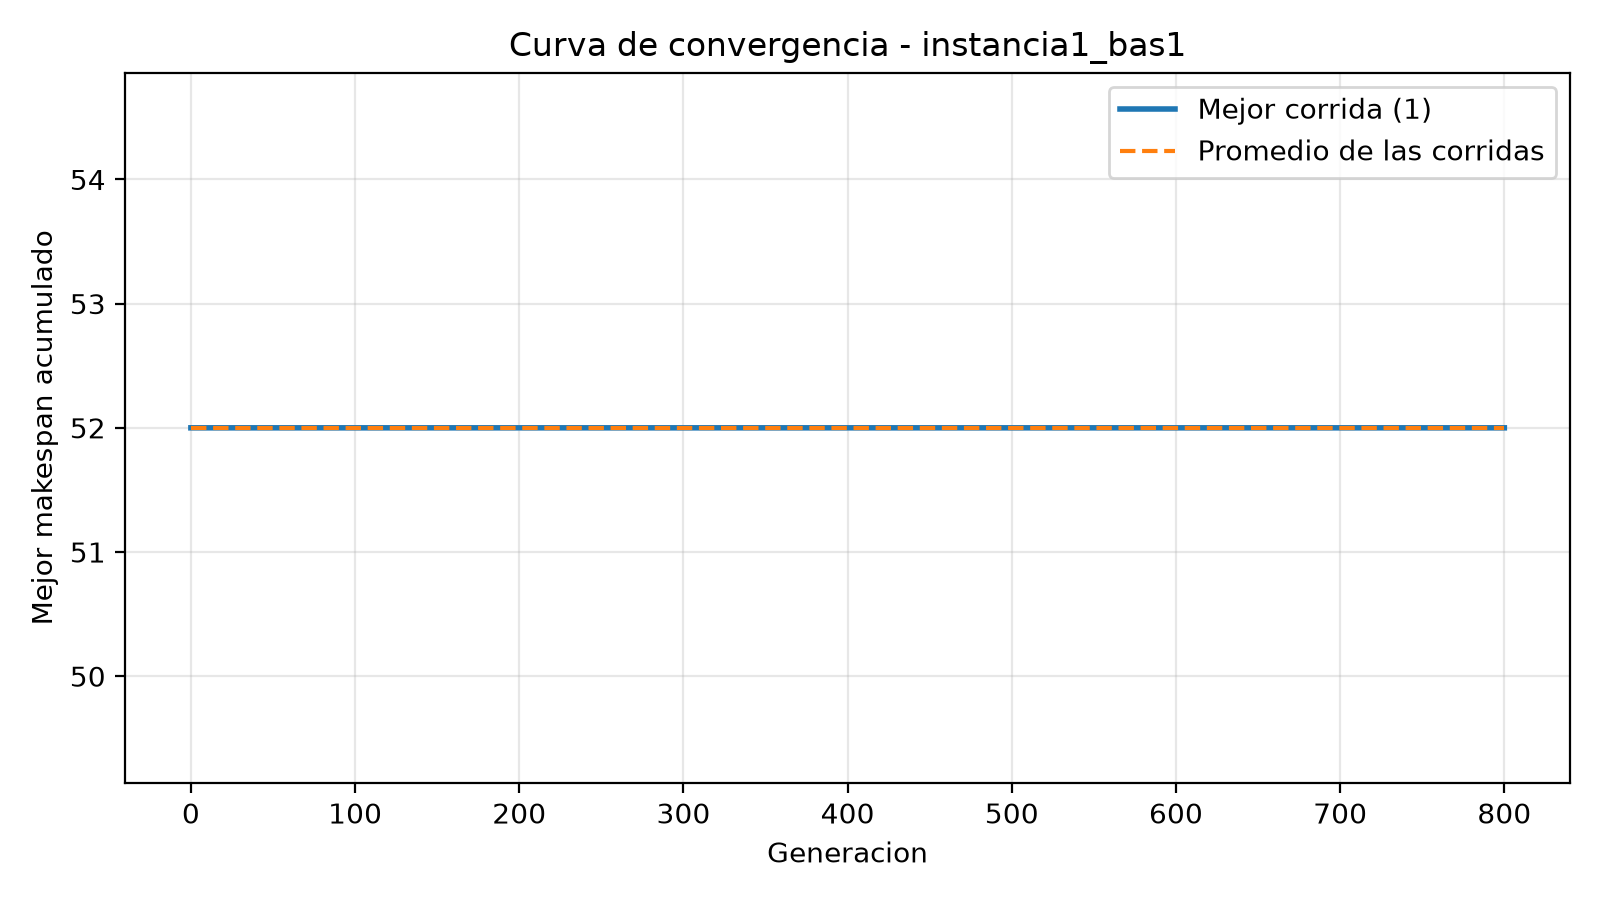 Curva de convergencia - instancia1_bas1
Mejor corrida (1)
Promedio de las corridas
Mejor makespan acumulado
54
53
52
51
50
0 100 200 300 400 500 600 700 800
Generacion